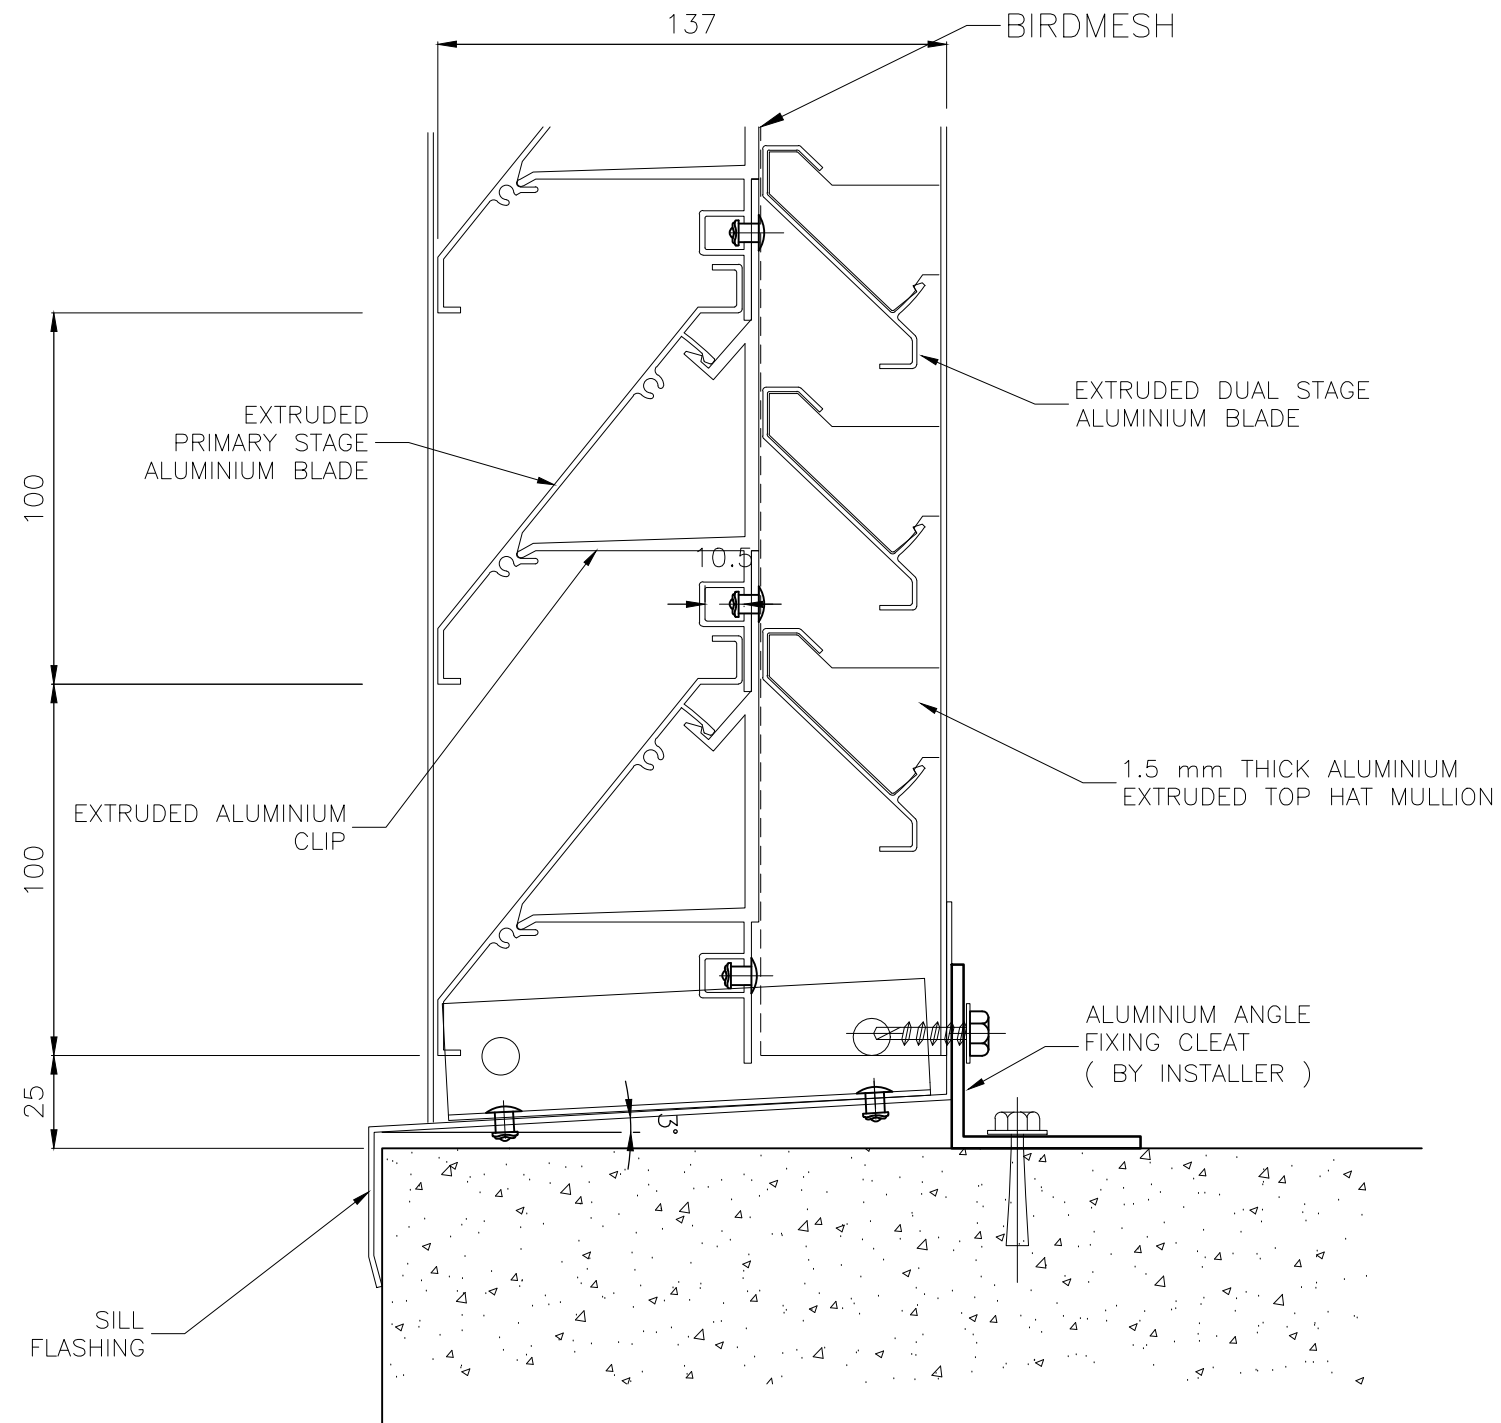 137
BIRDMESH
EXTRUDED DUAL STAGE
ALUMINIUM BLADE
EXTRUDED
PRIMARY STAGE
ALUMINIUM BLADE
100
10.5
1.5 mm THICK ALUMINIUM
EXTRUDED TOP HAT MULLION
EXTRUDED ALUMINIUM
CLIP
100
ALUMINIUM ANGLE
FIXING CLEAT
( BY INSTALLER )
25
3°
SILL
FLASHING